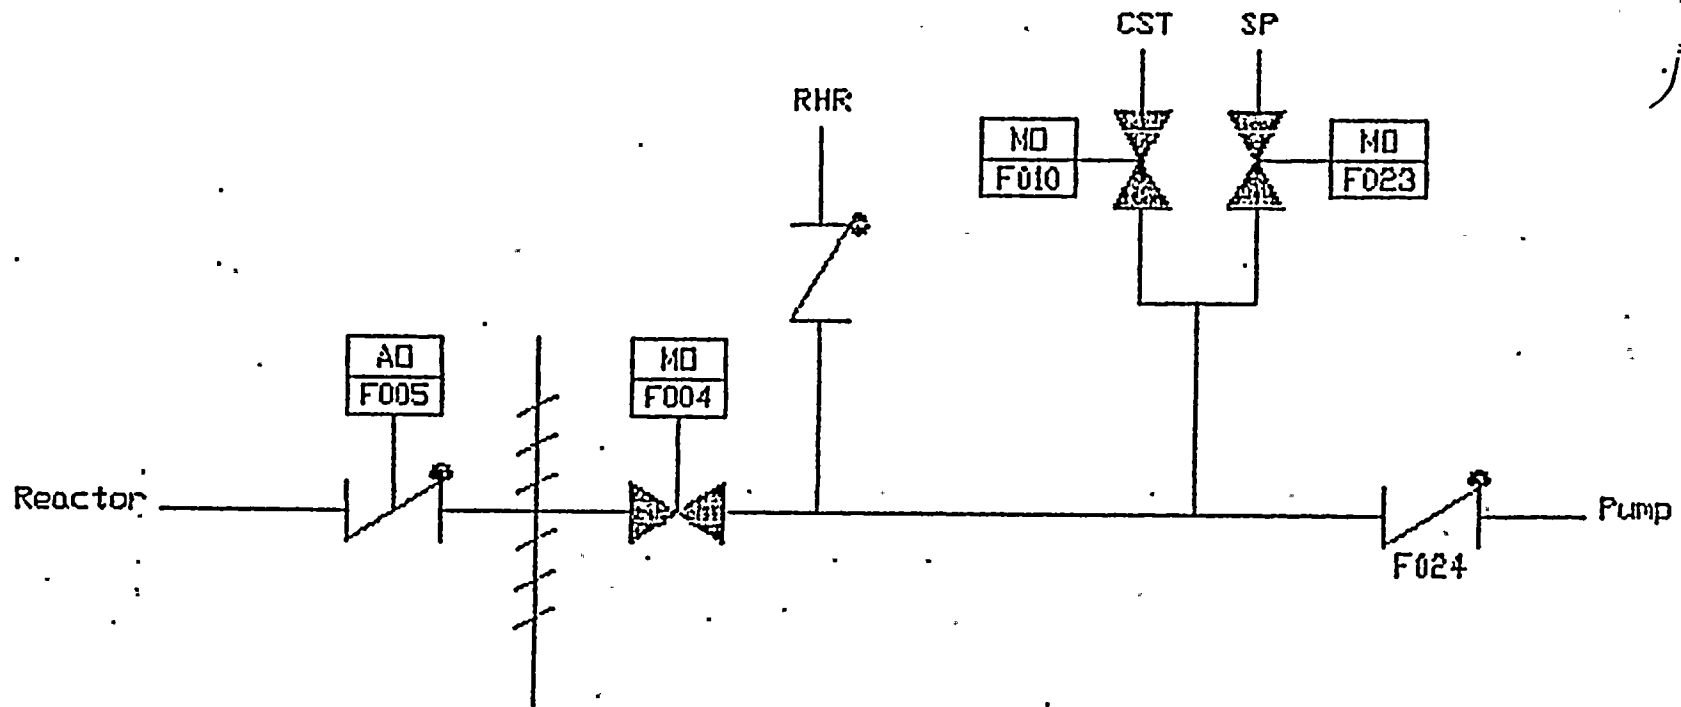 CST
SP
RHR
MO
F010
MO
F023
AO
F005
MO
F004
Reactor
Pump
F024